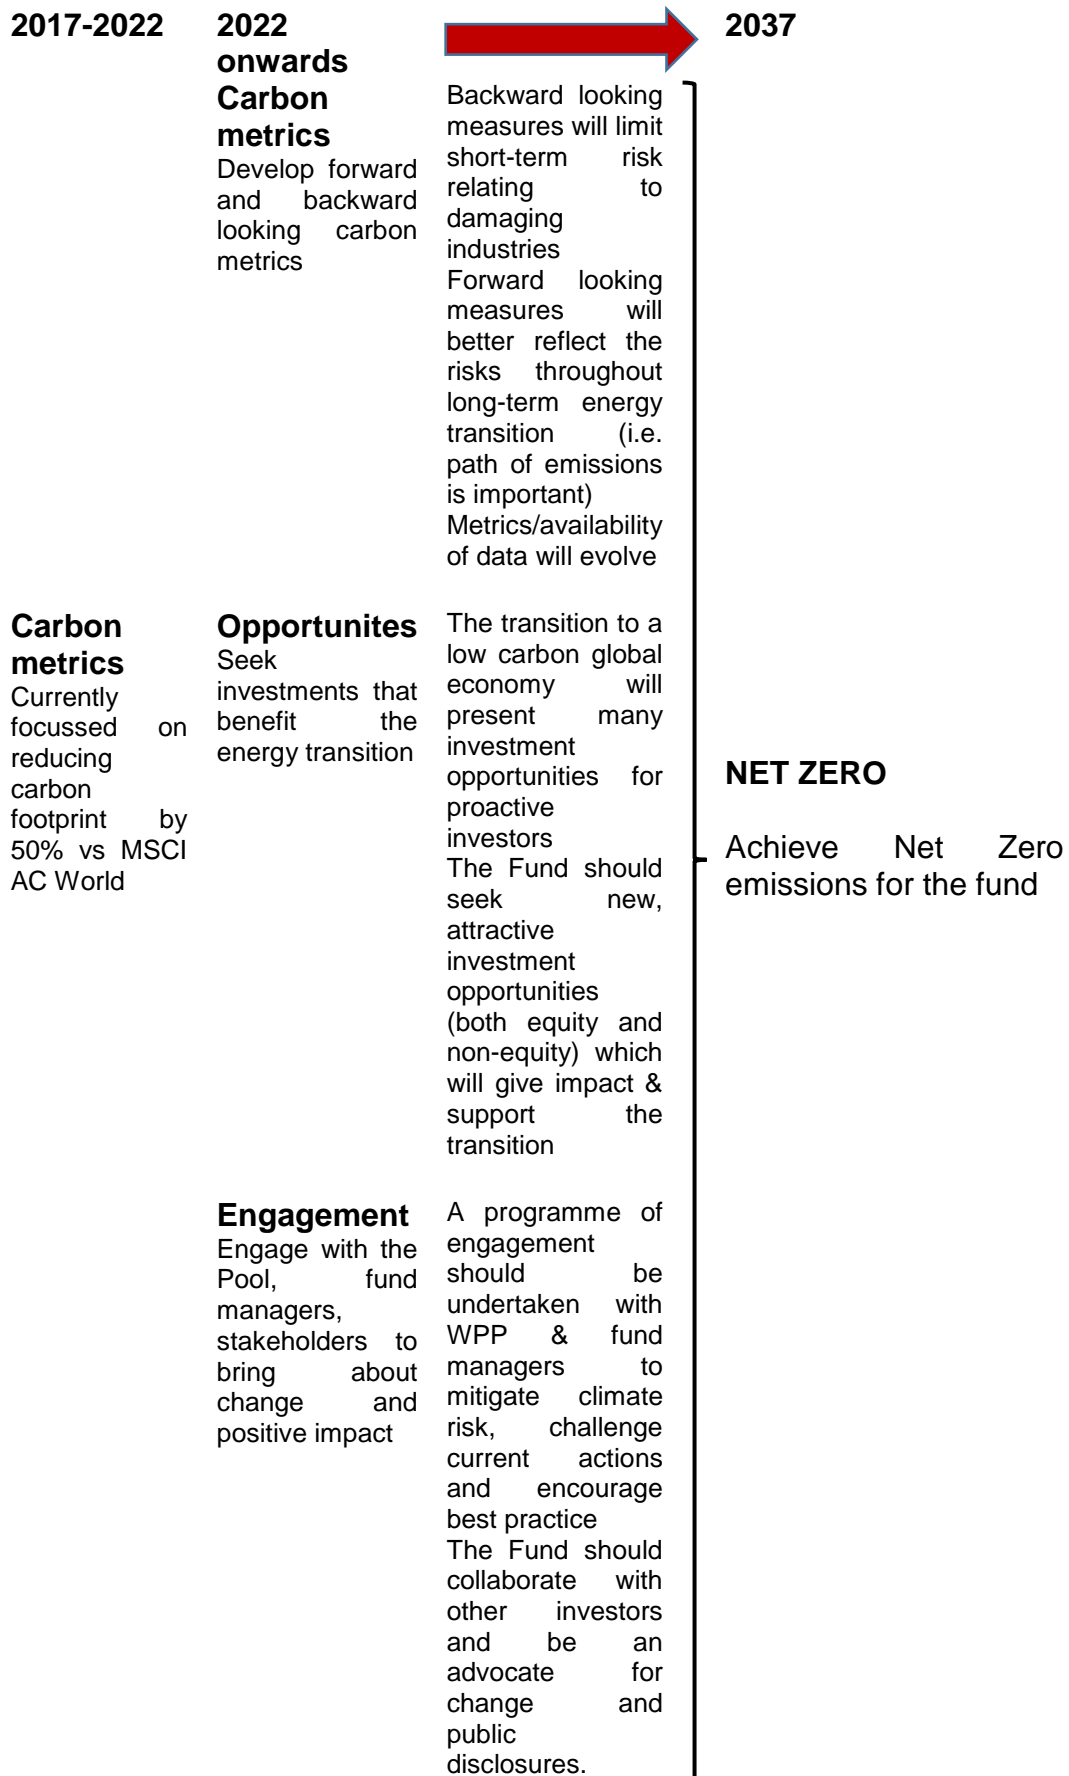 2017-2022
2022
onwards
2037
Carbon
metrics
Develop forward
and backward
looking carbon
metrics
Backward looking
measures will limit
short-term risk
relating to
damaging
industries
Forward looking
measures will
better reflect the
risks throughout
long-term energy
transition (i.e.
path of emissions
is important)
Metrics/availability
of data will evolve
Carbon
metrics
Currently
focussed on
reducing
carbon
footprint by
50% vs MSCI
AC World
Opportunites
Seek
investments that
benefit the
energy transition
The transition to a
low carbon global
economy will
present many
investment
opportunities for
proactive
investors
The Fund should
seek new,
attractive
investment
opportunities
(both equity and
non-equity) which
will give impact &
support the
transition
NET ZERO
Achieve Net Zero
emissions for the fund
Engagement
Engage with the
Pool, fund
managers,
stakeholders to
bring about
change and
positive impact
A programme of
engagement
should be
undertaken with
WPP & fund
managers to
mitigate climate
risk, challenge
current actions
and encourage
best practice
The Fund should
collaborate with
other investors
and be an
advocate for
change and
public
disclosures.